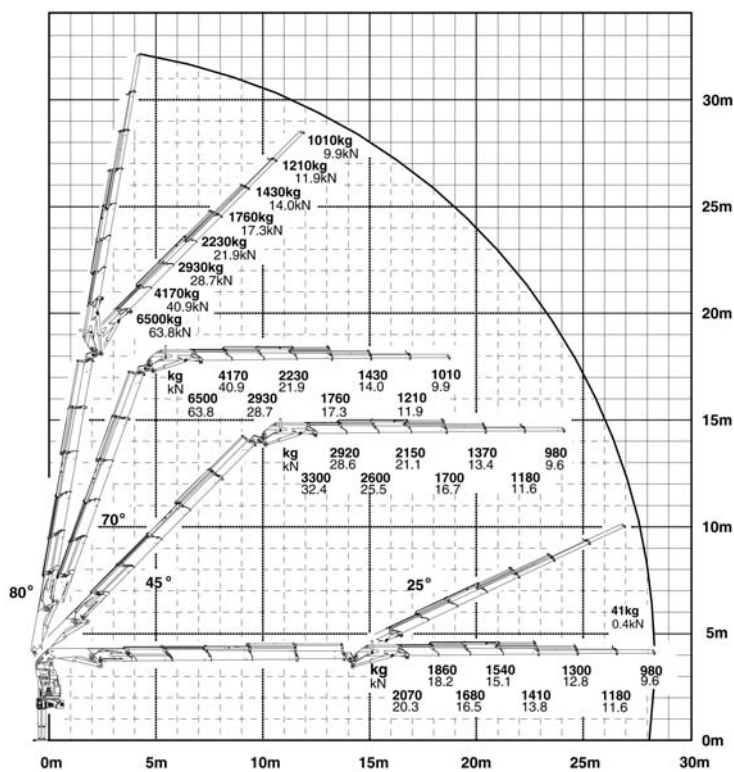 30m
1010kg
9.9kN
1210kg
11.9kN
1430kg
14.0kN
25m
1760kg
17.3kN
2230kg
21.9kN
2930kg
28.7kN
4170kg
40.9kN
20m
6500kg
63.8kN
kg 4170 2230 1430 1010
kN 40.9 21.9 14.0 9.9
6500 2930 1760 1210
63.8 28.7 17.3 11.9
15m
kg 2920 2150 1370 980
kN 28.6 21.1 13.4 9.6
3300 2600 1700 1180
32.4 25.5 16.7 11.6
70°
10m
80°
45°
25°
41kg
0.4kN
5m
kg 1860 1540 1300 980
kN 18.2 15.1 12.8 9.6
2070 1680 1410 1180
20.3 16.5 13.8 11.6
0m
0m 5m 10m 15m 20m 25m 30m